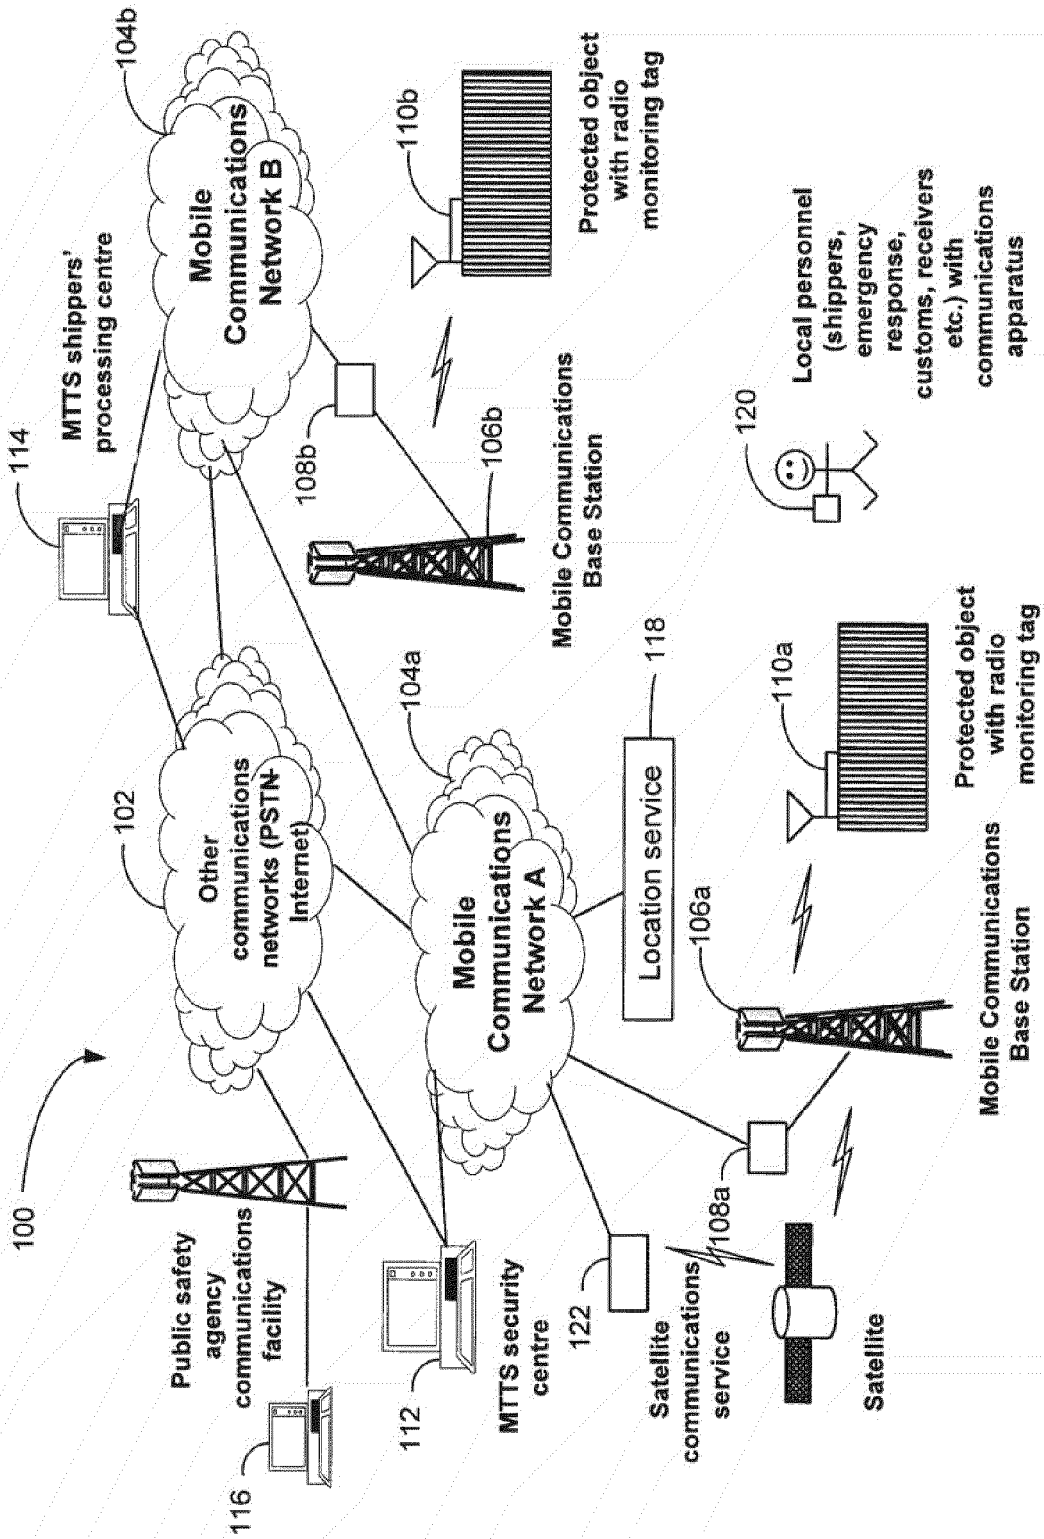 100
116
Public safety
agency
communications
facility
102
Other
communications
networks (PSTN-
Internet)
114
MTTS shippers'
processing centre
104b
Mobile
Communications
Network B
112
MTTS security
centre
104a
Mobile
Communications
Network A
108b
106b
Mobile Communications
Base Station
110b
Protected object
with radio
monitoring tag
122
Satellite
communications
service
108a
Location service
118
106a
Satellite
Mobile Communications
Base Station
110a
Protected object
with radio
monitoring tag
120
Local personnel
(shippers,
emergency
response,
customs, receivers
etc.) with
communications
apparatus